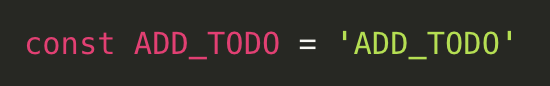 const ADD_TODO = 'ADD_TODO'